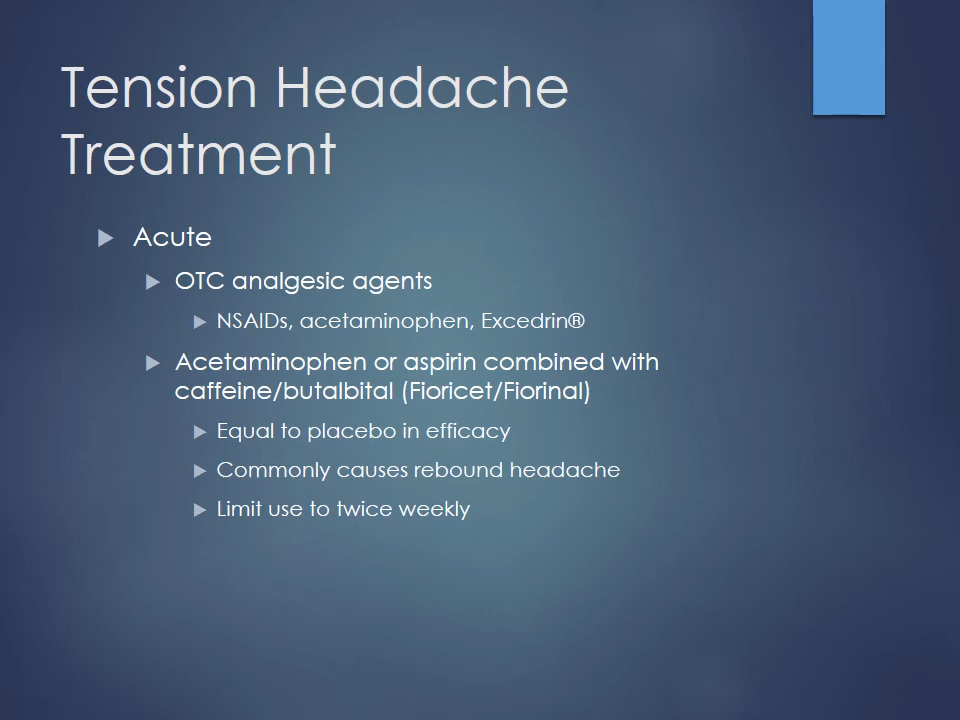 Tension Headache
Treatment
Acute
OTC analgesic agents
NSAIDs, acetaminophen, Excedrin®
Acetaminophen or aspirin combined with
caffeine/butalbital (Fioricet/Fiorinal)
Equal to placebo in efficacy
Commonly causes rebound headache
Limit use to twice weekly